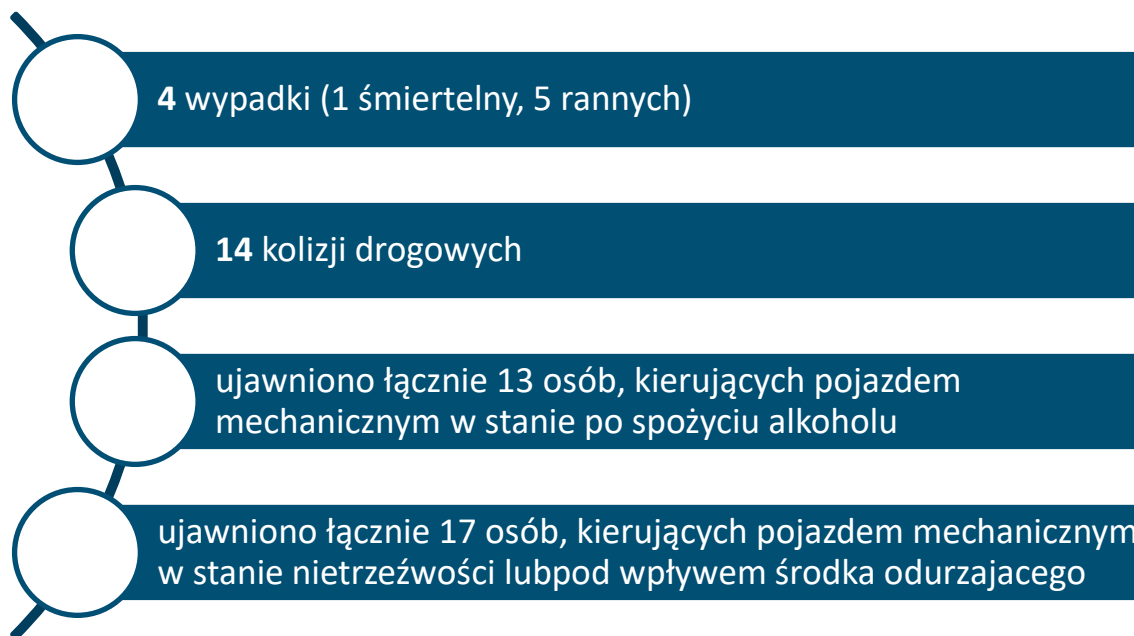 4 wypadki (1 śmiertelny, 5 rannych)
14 kolizji drogowych
ujawniono łącznie 13 osób, kierujących pojazdem
mechanicznym w stanie po spożyciu alkoholu
ujawniono łącznie 17 osób, kierujących pojazdem mechanicznym
w stanie nietrzeźwości lubpod wpływem środka odurzajacego